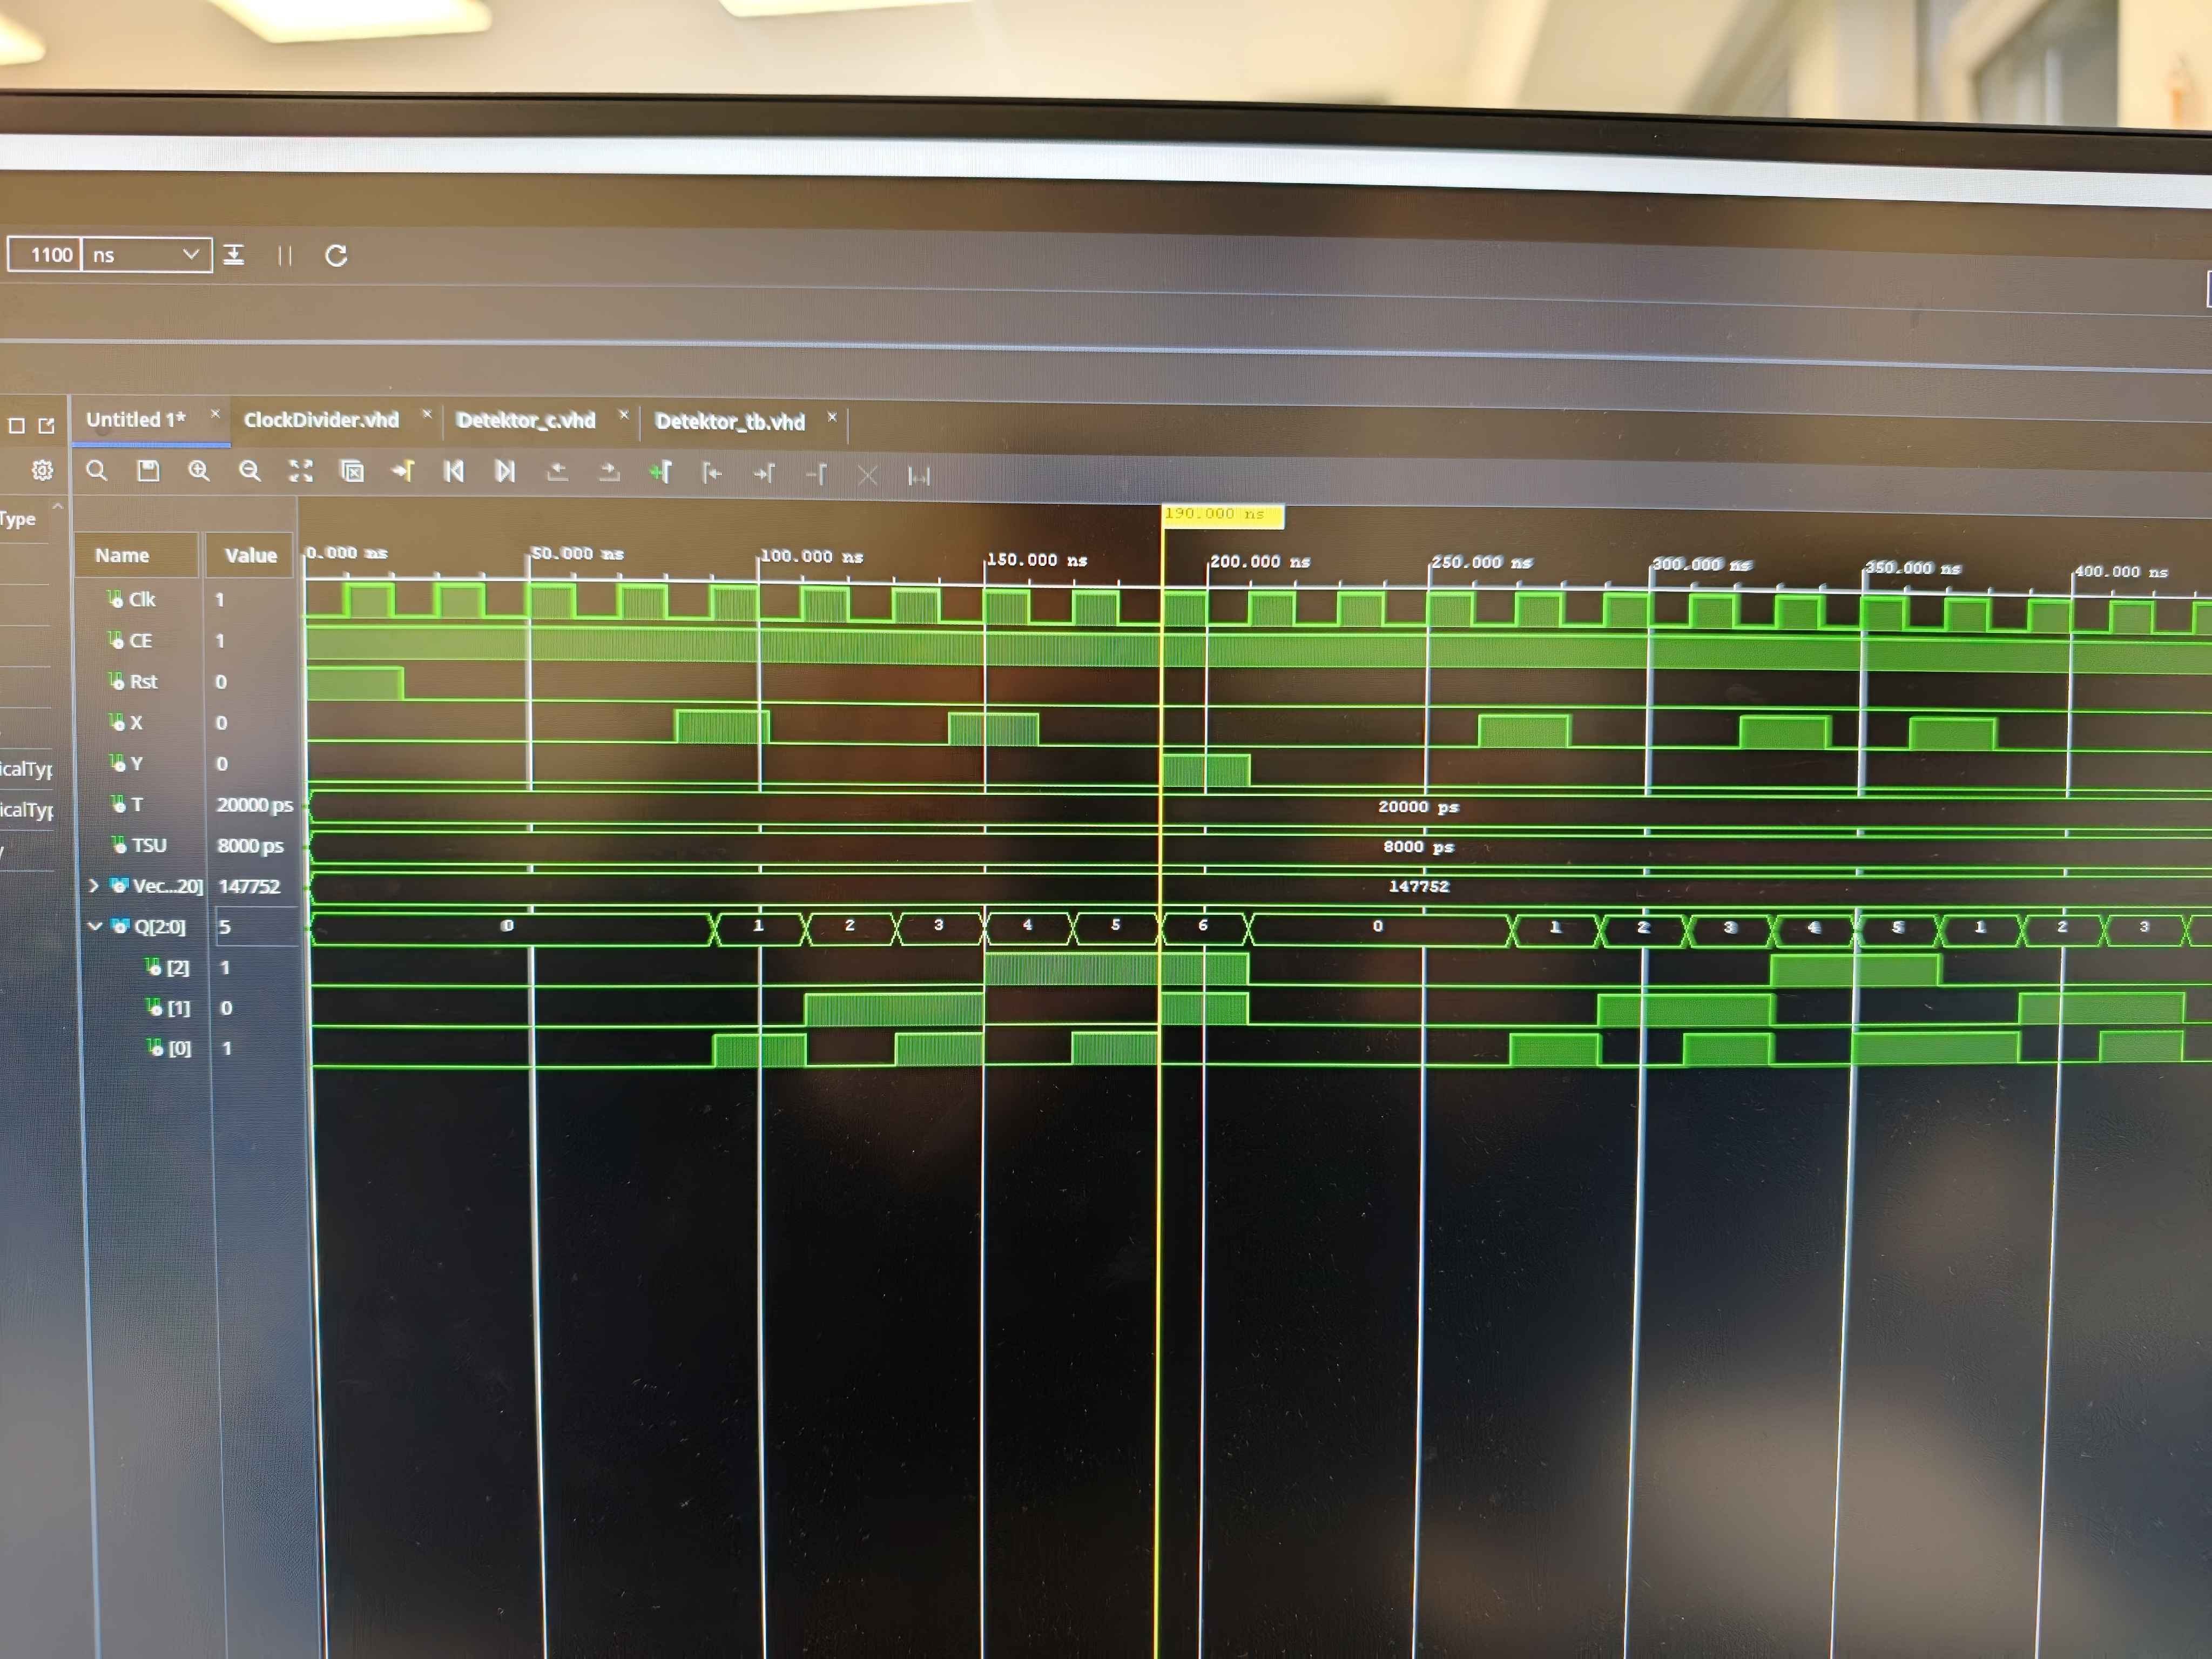 1100 ns
Untitled 1* ClockDivider.vhd Detektor_c.vhd Detektor_tb.vhd
Type
190.000 ns
Name Value
0.000 ns 50.000 ns 100.000 ns 150.000 ns 200.000 ns 250.000 ns 300.000 ns 350.000 ns 400.000 ns
Clk 1
CE 1
Rst 0
X 0
icalTyp Y 0
icalTyp T 20000 ps 20000 ps
TSU 8000 ps 8000 ps
Vec...20] 147752 147752
Q[2:0] 5 0 1 2 3 4 5 6 0 1 2 3 4 5 1 2 3
[2] 1
[1] 0
[0] 1